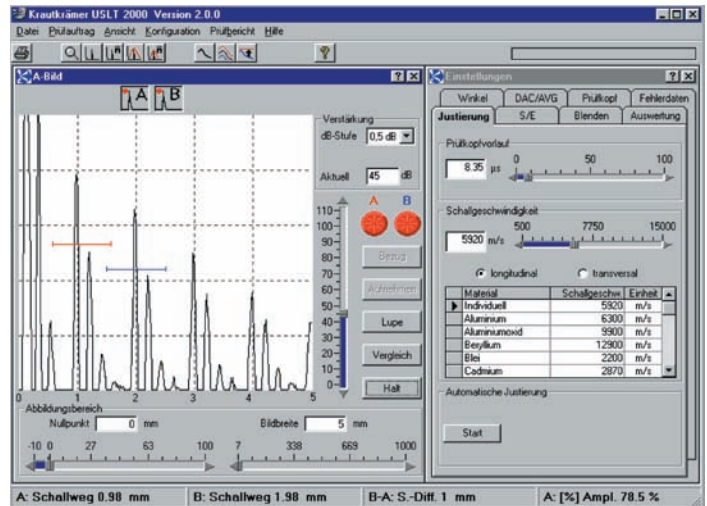 Krautkrämer USLT 2000 Version 2.0.0
Datei Prüfauftrag Ansicht Konfiguration Prüfbericht Hilfe
A-Bild
A B
Verstärkung
dB-Stufe 0,5 dB
Aktuell 45 dB
A B
110
100
90
80
70
60
50
40
30
20
10
0
Bezug
Aufnehmen
Lupe
Vergleich
Halt
0 1 2 3 4 5
Abbildungsbereich
Nullpunkt 0 mm Bildbreite 5 mm
-10 0 27 63 100 7 338 669 1000
Einstellungen
Winkel DAC/AVG Prüfkopf Fehlerdaten
Justierung S/E Blenden Auswertung
Prüfkopfvorlauf
8.35 µs 0 50 100
Schallgeschwindigkeit
500 7750 15000
5920 m/s
longitudinal transversal
Material Schallgeschw. Einheit
Individuell 5920 m/s
Aluminium 6300 m/s
Aluminiumoxid 9900 m/s
Beryllium 12900 m/s
Blei 2200 m/s
Cadmium 2870 m/s
Automatische Justierung
Start
A: Schallweg 0.98 mm B: Schallweg 1.98 mm B-A: S.-Diff. 1 mm A: [%] Ampl. 78.5 %